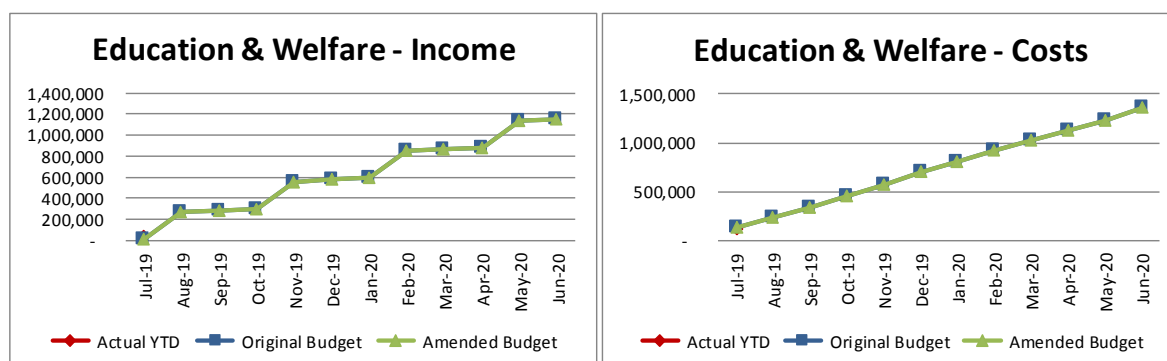 Education & Welfare - Income
1,400,000
1,200,000
1,000,000
800,000
600,000
400,000
200,000
-
Jul-19
Aug-19
Sep-19
Oct-19
Nov-19
Dec-19
Jan-20
Feb-20
Mar-20
Apr-20
May-20
Jun-20
Actual YTD Original Budget Amended Budget
Education & Welfare - Costs
1,500,000
1,000,000
500,000
-
Jul-19
Aug-19
Sep-19
Oct-19
Nov-19
Dec-19
Jan-20
Feb-20
Mar-20
Apr-20
May-20
Jun-20
Actual YTD Original Budget Amended Budget